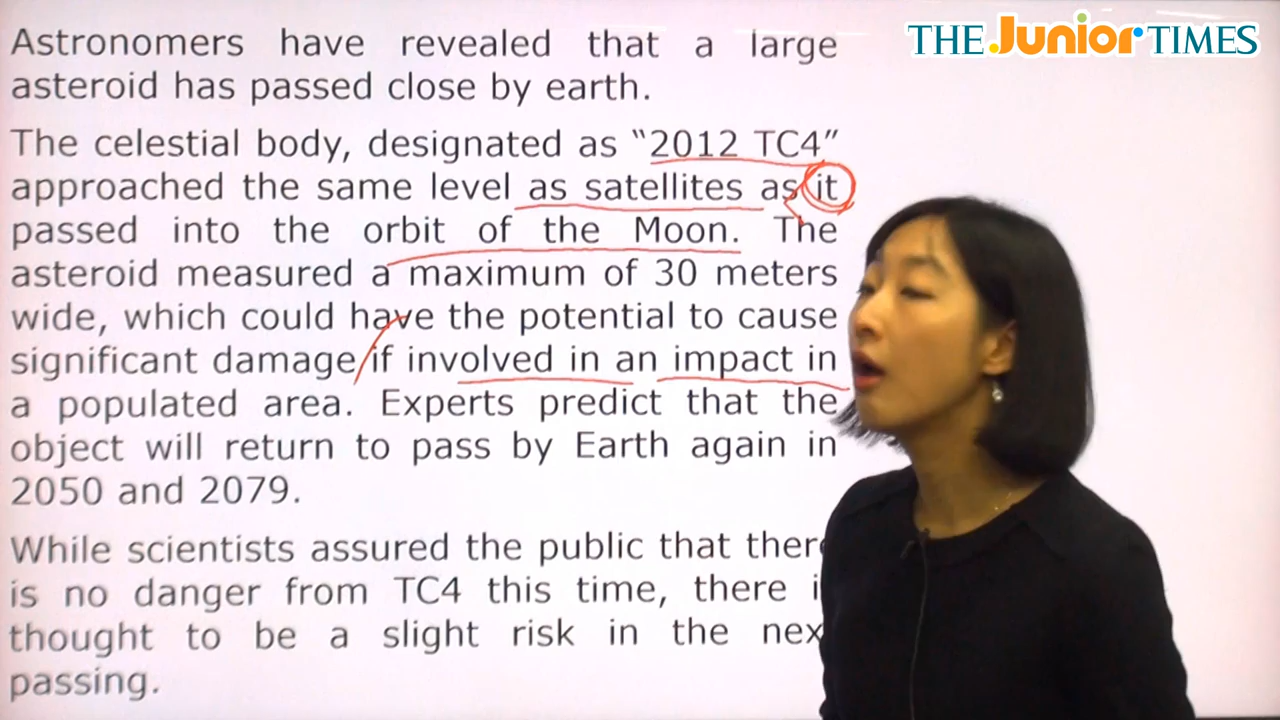 THE Junior TIMES
Astronomers have revealed that a large
asteroid has passed close by earth.
The celestial body, designated as “2012 TC4”
approached the same level as satellites as it
passed into the orbit of the Moon. The
asteroid measured a maximum of 30 meters
wide, which could have the potential to cause
significant damage if involved in an impact in
a populated area. Experts predict that the
object will return to pass by Earth again in
2050 and 2079.
While scientists assured the public that
is no danger from TC4 this time, there
thought to be a slight risk in the
passing.